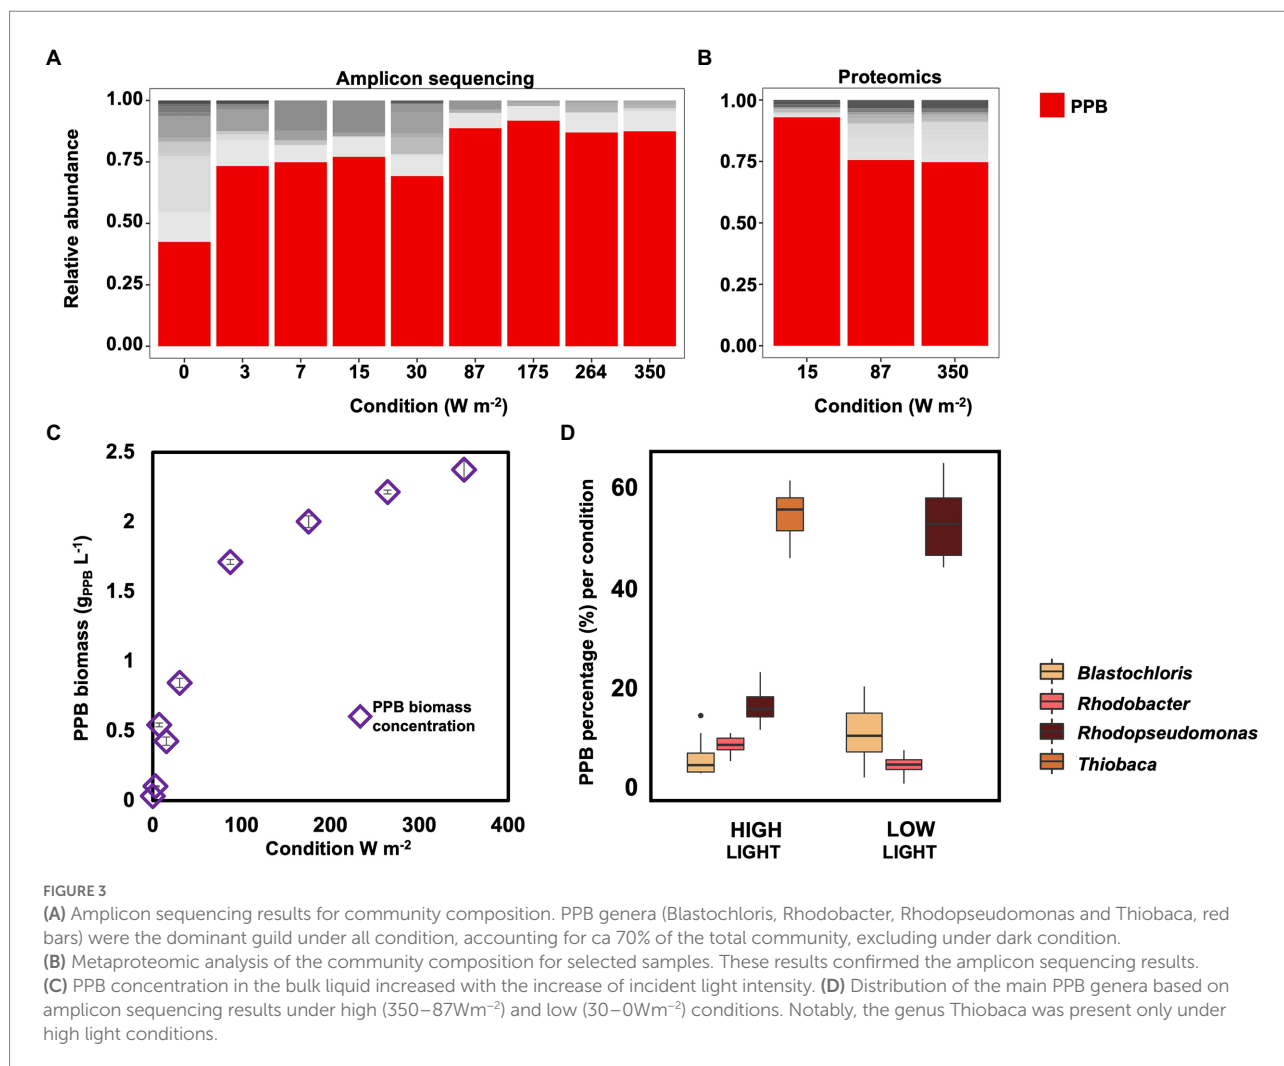 A
Amplicon sequencing
Relative abundance
1.00
0.75
0.50
0.25
0.00
0 3 7 15 30 87 175 264 350
Condition (W m⁻²)
B
Proteomics
1.00
0.75
0.50
0.25
0.00
15 87 350
Condition (W m⁻²)
PPB
C
PPB biomass (gPPB L⁻¹)
2.5
2
1.5
1
0.5
0
0 100 200 300 400
Condition W m⁻²
PPB biomass
concentration
D
PPB percentage (%) per condition
60
40
20
0
HIGH
LIGHT
LOW
LIGHT
Blastochloris
Rhodobacter
Rhodopseudomonas
Thiobaca
FIGURE 3
(A) Amplicon sequencing results for community composition. PPB genera (Blastochloris, Rhodobacter, Rhodopseudomonas and Thiobaca, red
bars) were the dominant guild under all condition, accounting for ca 70% of the total community, excluding under dark condition.
(B) Metaproteomic analysis of the community composition for selected samples. These results confirmed the amplicon sequencing results.
(C) PPB concentration in the bulk liquid increased with the increase of incident light intensity. (D) Distribution of the main PPB genera based on
amplicon sequencing results under high (350–87Wm⁻²) and low (30–0Wm⁻²) conditions. Notably, the genus Thiobaca was present only under
high light conditions.